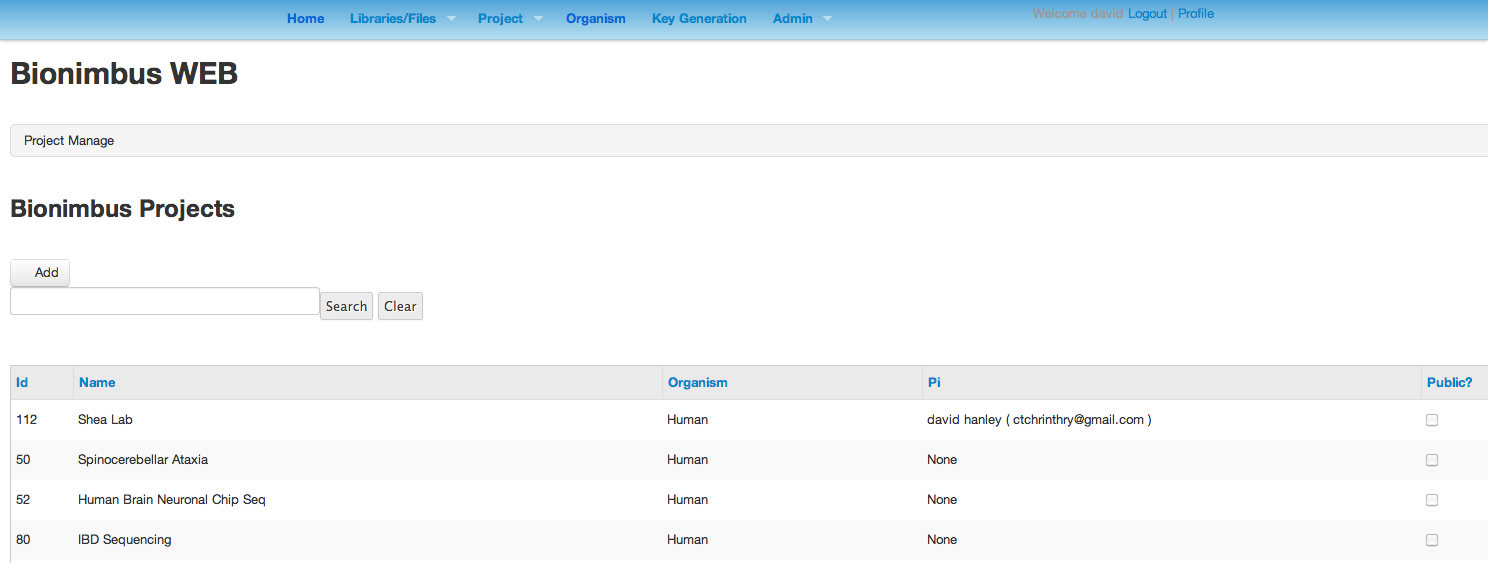 Home Libraries/Files Project Organism Key Generation Admin Welcome david Logout | Profile
Bionimbus WEB
Project Manage
Bionimbus Projects
Add
Search Clear
Id Name Organism Pi Public?
112 Shea Lab Human david hanley ( ctchrinthry@gmail.com )
50 Spinocerebellar Ataxia Human None
52 Human Brain Neuronal Chip Seq Human None
80 IBD Sequencing Human None